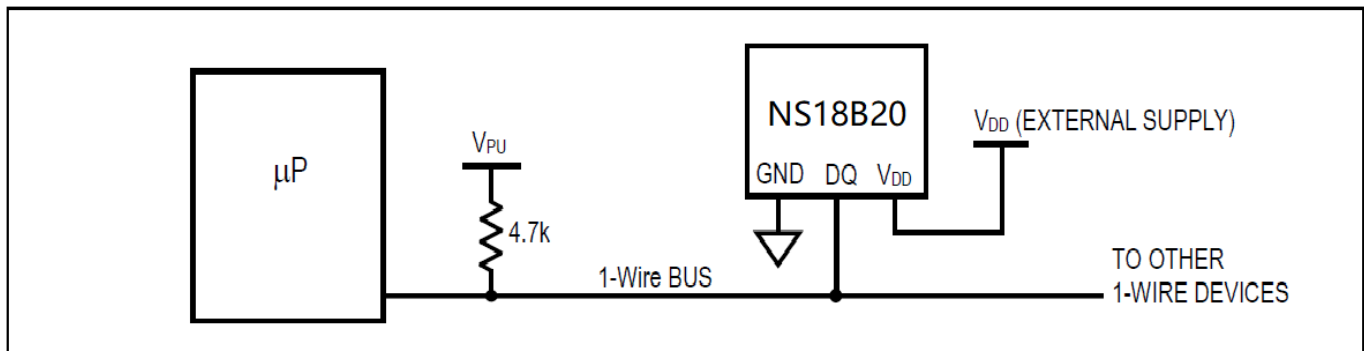 μP
VPU
4.7k
1-Wire BUS
NS18B20
GND DQ VDD
VDD (EXTERNAL SUPPLY)
TO OTHER
1-WIRE DEVICES